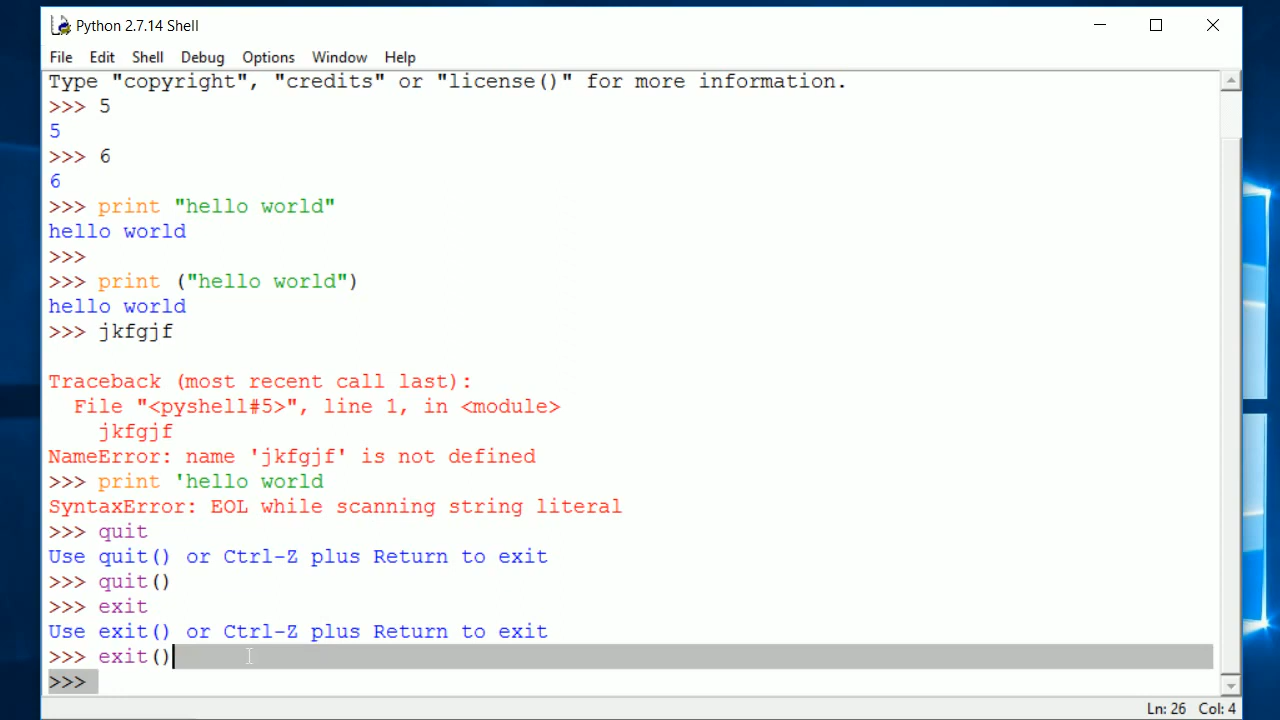 Python 2.7.14 Shell
File Edit Shell Debug Options Window Help
Type "copyright", "credits" or "license()" for more information.
>>> 5
5
>>> 6
6
>>> print "hello world"
hello world
>>>
>>> print ("hello world")
hello world
>>> jkfgjf
Traceback (most recent call last):
  File "<pyshell#5>", line 1, in <module>
    jkfgjf
NameError: name 'jkfgjf' is not defined
>>> print 'hello world
SyntaxError: EOL while scanning string literal
>>> quit
Use quit() or Ctrl-Z plus Return to exit
>>> quit()
>>> exit
Use exit() or Ctrl-Z plus Return to exit
>>> exit()
>>>
Ln: 26 Col: 4